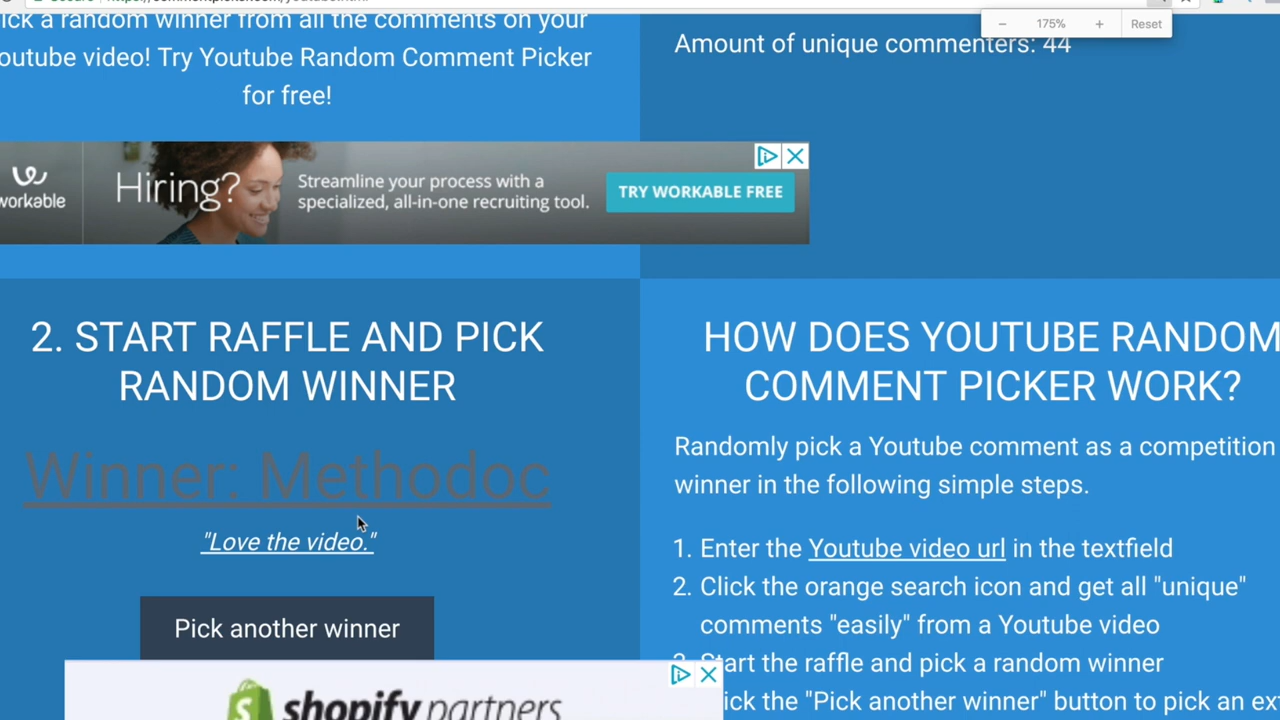 175%
Reset
ick a random winner from all the comments on your
outube video! Try Youtube Random Comment Picker
for free!
Amount of unique commenters: 44
workable
Hiring?
Streamline your process with a
specialized, all-in-one recruiting tool.
TRY WORKABLE FREE
2. START RAFFLE AND PICK
RANDOM WINNER
Winner: Methodoc
"Love the video."
Pick another winner
shopify partners
HOW DOES YOUTUBE RANDOM
COMMENT PICKER WORK?
Randomly pick a Youtube comment as a competition
winner in the following simple steps.
1. Enter the Youtube video url in the textfield
2. Click the orange search icon and get all "unique"
comments "easily" from a Youtube video
Start the raffle and pick a random winner
ick the "Pick another winner" button to pick an ex